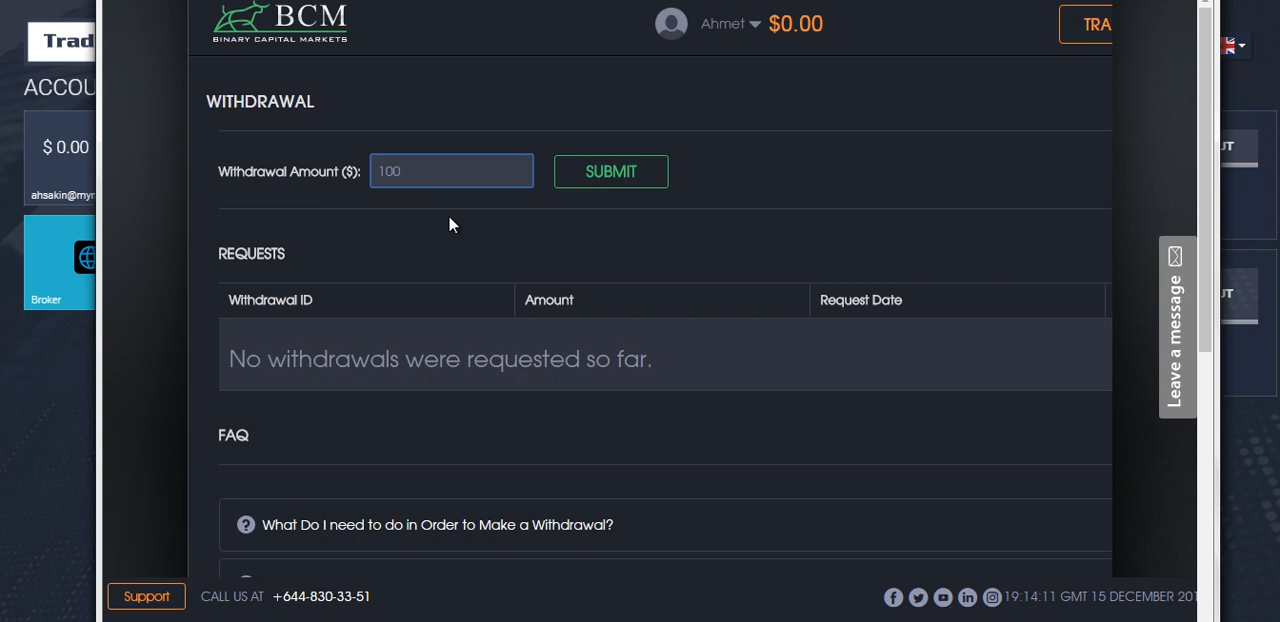 BCM
BINARY CAPITAL MARKETS
Ahmet $0.00
TRA
Trad
ACCOU
$ 0.00
ahsakin@myr
Broker
WITHDRAWAL
Withdrawal Amount ($): 100 SUBMIT
REQUESTS
Withdrawal ID Amount Request Date
No withdrawals were requested so far.
FAQ
? What Do I need to do in Order to Make a Withdrawal?
Leave a message
UT
UT
Support CALL US AT +644-830-33-51
19:14:11 GMT 15 DECEMBER 201